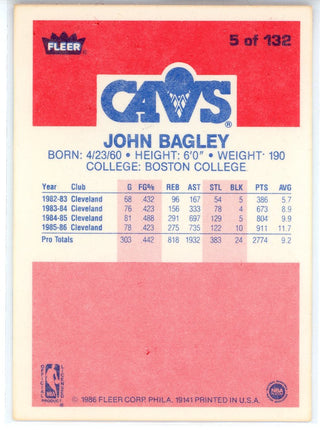 FLEER
5 of 132
CAVS®
JOHN BAGLEY
BORN: 4/23/60 • HEIGHT: 6'0" • WEIGHT 190
COLLEGE: BOSTON COLLEGE
Year Club G FG% REB AST STL BLK PTS AVG
1982-83 Cleveland 68 .432 96 167 54 5 386 5.7
1983-84 Cleveland 76 .423 156 333 78 4 673 8.9
1984-85 Cleveland 81 .488 291 697 129 5 804 9.9
1985-86 Cleveland 78 .423 275 735 122 10 911 11.7
Pro Totals 303 .442 818 1932 383 24 2774 9.2
© 1986 FLEER CORP. PHILA. 19141 PRINTED IN U.S.A.